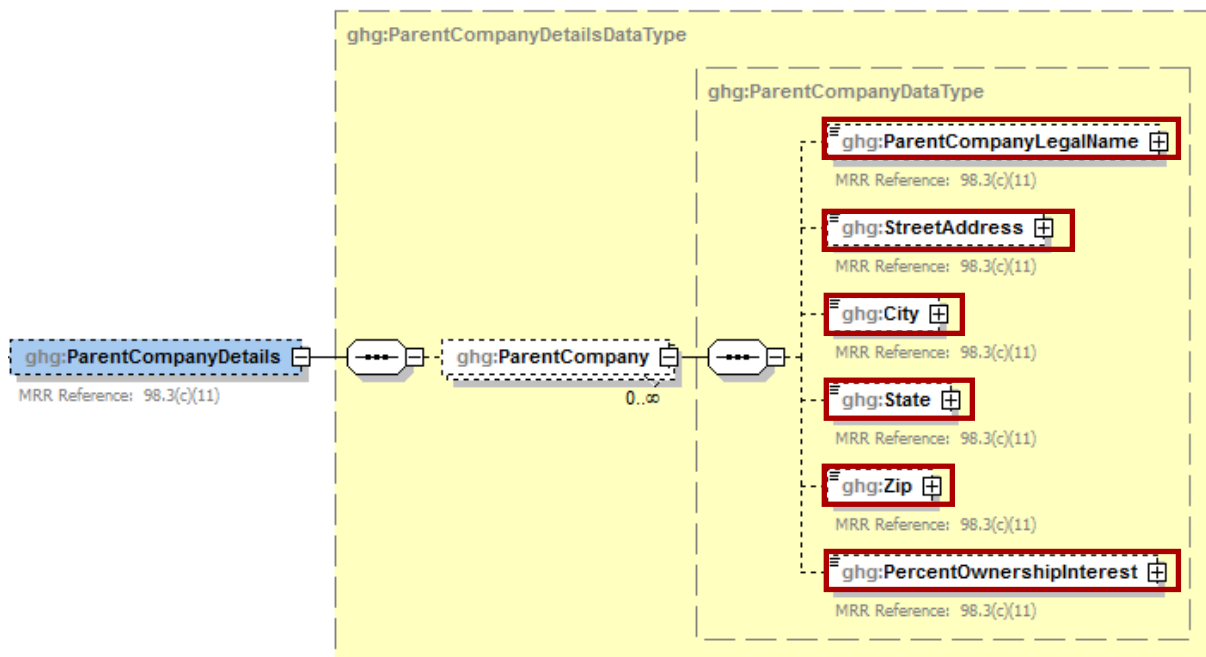 ghg:ParentCompanyDetailsDataType
ghg:ParentCompanyDataType
ghg:ParentCompanyLegalName
MRR Reference: 98.3(c)(11)
ghg:StreetAddress
MRR Reference: 98.3(c)(11)
ghg:City
MRR Reference: 98.3(c)(11)
ghg:ParentCompanyDetails
MRR Reference: 98.3(c)(11)
ghg:ParentCompany
0..∞
ghg:State
MRR Reference: 98.3(c)(11)
ghg:Zip
MRR Reference: 98.3(c)(11)
ghg:PercentOwnershipInterest
MRR Reference: 98.3(c)(11)